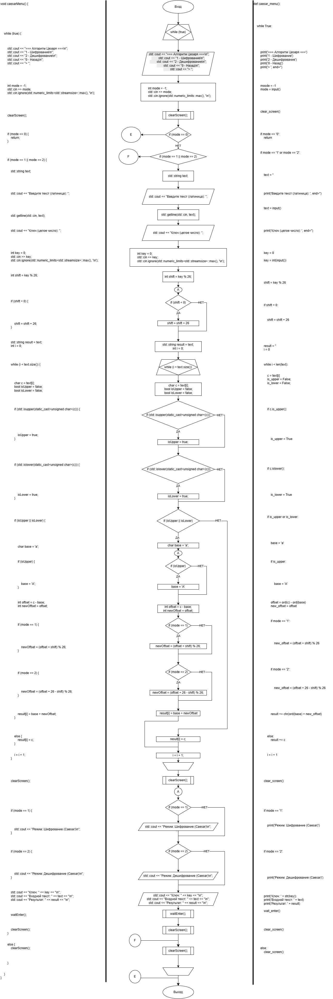 void caesarMenu() {
while (true) {
std::cout << "=== Алгоритм Цезаря ===\n";
std::cout << "1 - Шифрование\n";
std::cout << "2 - Дешифрование\n";
std::cout << "0 - Назад\n";
std::cout << "> ";
int mode = -1;
std::cin >> mode;
std::cin.ignore(std::numeric_limits<std::streamsize>::max(), '\n');
clearScreen();
if (mode == 0) {
return;
}
if (mode == 1 || mode == 2) {
std::string text;
std::cout << "Введите текст (латиница): ";
std::getline(std::cin, text);
std::cout << "Ключ (целое число): ";
int key = 0;
std::cin >> key;
std::cin.ignore(std::numeric_limits<std::streamsize>::max(), '\n');
int shift = key % 26;
if (shift < 0) {
shift = shift + 26;
}
std::string result = text;
int i = 0;
while (i < text.size()) {
char c = text[i];
bool isUpper = false;
bool isLower = false;
if (std::isupper(static_cast<unsigned char>(c))) {
isUpper = true;
}
if (std::islower(static_cast<unsigned char>(c))) {
isLower = true;
}
if (isUpper || isLower) {
char base = 'a';
if (isUpper) {
base = 'A';
}
int offset = c - base;
int newOffset = offset;
if (mode == 1) {
newOffset = (offset + shift) % 26;
}
if (mode == 2) {
newOffset = (offset + 26 - shift) % 26;
}
result[i] = base + newOffset;
}
else {
result[i] = c;
}
i = i + 1;
}
clearScreen();
if (mode == 1) {
std::cout << "Режим: Шифрование (Caesar)\n";
}
if (mode == 2) {
std::cout << "Режим: Дешифрование (Caesar)\n";
}
std::cout << "Ключ: " << key << "\n";
std::cout << "Входной текст: " << text << "\n";
std::cout << "Результат: " << result << "\n";
waitEnter();
clearScreen();
}
else {
clearScreen();
}
}
}
Вход
while (true)
std::cout << "=== Алгоритм Цезаря ===\n";
std::cout << "1 - Шифрование\n";
std::cout << "2 - Дешифрование\n";
std::cout << "0 - Назад\n";
std::cout << "> ";
int mode = -1;
std::cin >> mode;
std::cin.ignore(std::numeric_limits::max(), '\n');
clearScreen();
E
if (mode == 0)
НЕТ
F
if (mode == 1 || mode == 2)
std::string text;
std::cout << "Введите текст (латиница): ";
std::getline(std::cin, text);
std::cout << "Ключ (целое число): ";
int key = 0;
std::cin >> key;
std::cin.ignore(std::numeric_limits<std::streamsize>::max(), '\n');
int shift = key % 26;
A
if (shift < 0)
НЕТ
ДА
shift = shift + 26
std::string result = text;
int i = 0;
while (i < text.size())
char c = text[i];
bool isUpper = false;
bool isLower = false;
if (std::isupper(static_cast<unsigned char>(c)))
НЕТ
ДА
isUpper = true;
if (std::islower(static_cast<unsigned char>(c)))
НЕТ
ДА
isLower = true;
if (isUpper || isLower)
НЕТ
ДА
char base = 'a';
A
if (isUpper)
НЕТ
ДА
base = 'A'
int offset = c - base;
int newOffset = offset;
if (mode == 1)
НЕТ
ДА
newOffset = (offset + shift) % 26;
if (mode == 2)
НЕТ
ДА
newOffset = (offset + 26 - shift) % 26;
result[i] = base + newOffset
result[i] = c;
i = i + 1;
clearScreen();
A
if (mode == 1)
НЕТ
std::cout << "Режим: Шифрование (Caesar)\n";
if (mode == 2)
НЕТ
std::cout << "Режим: Дешифрование (Caesar)\n";
std::cout << "Ключ: " << key << "\n";
std::cout << "Входной текст: " << text << "\n";
std::cout << "Результат: " << result << "\n";
waitEnter();
clearScreen();
F
clearScreen();
E
Выход
def caesar_menu():
while True:
print('=== Алгоритм Цезаря ===')
print('1 - Шифрование')
print('2 - Дешифрование')
print('0 - Назад')
print('> ', end='')
mosde = -1
mode = input()
clear_screen()
if mode == '0':
return
if mode == '1' or mode == '2':
text = ''
print('Введите текст (латиница): ', end='')
text = input()
print('Ключ (целое число): ', end='')
key = 0
key = int(input())
shift = key % 26
if shift < 0:
shift = shift + 26
result = ''
i = 0
while i < len(text):
c = text[i]
is_upper = False;
is_lower = False;
if c.is_upper():
is_upper = True
if c.islower():
is_lower = True
if is_upper or is_lower:
base = 'a'
if is_upper:
base = 'A'
offset = ord(c) - ord(base)
new_offset = offset
if mode == '1':
new_offset = (offset + shift) % 26
if mode == '2':
new_offset = (offset + 26 - shift) % 26
result += chr(ord(base) + new_offset)
else:
result += c
i = i + 1
clear_screen()
if mode == '1':
print('Режим: Шифрование (Caesar)')
if mode == '2':
print('Режим: Дешифрование (Caesar)')
print('Ключ: ' + str(key))
print('Входной текст: ' + text)
print('Результат: ' + result)
wait_enter()
clear_screen()
else:
clear_screen()